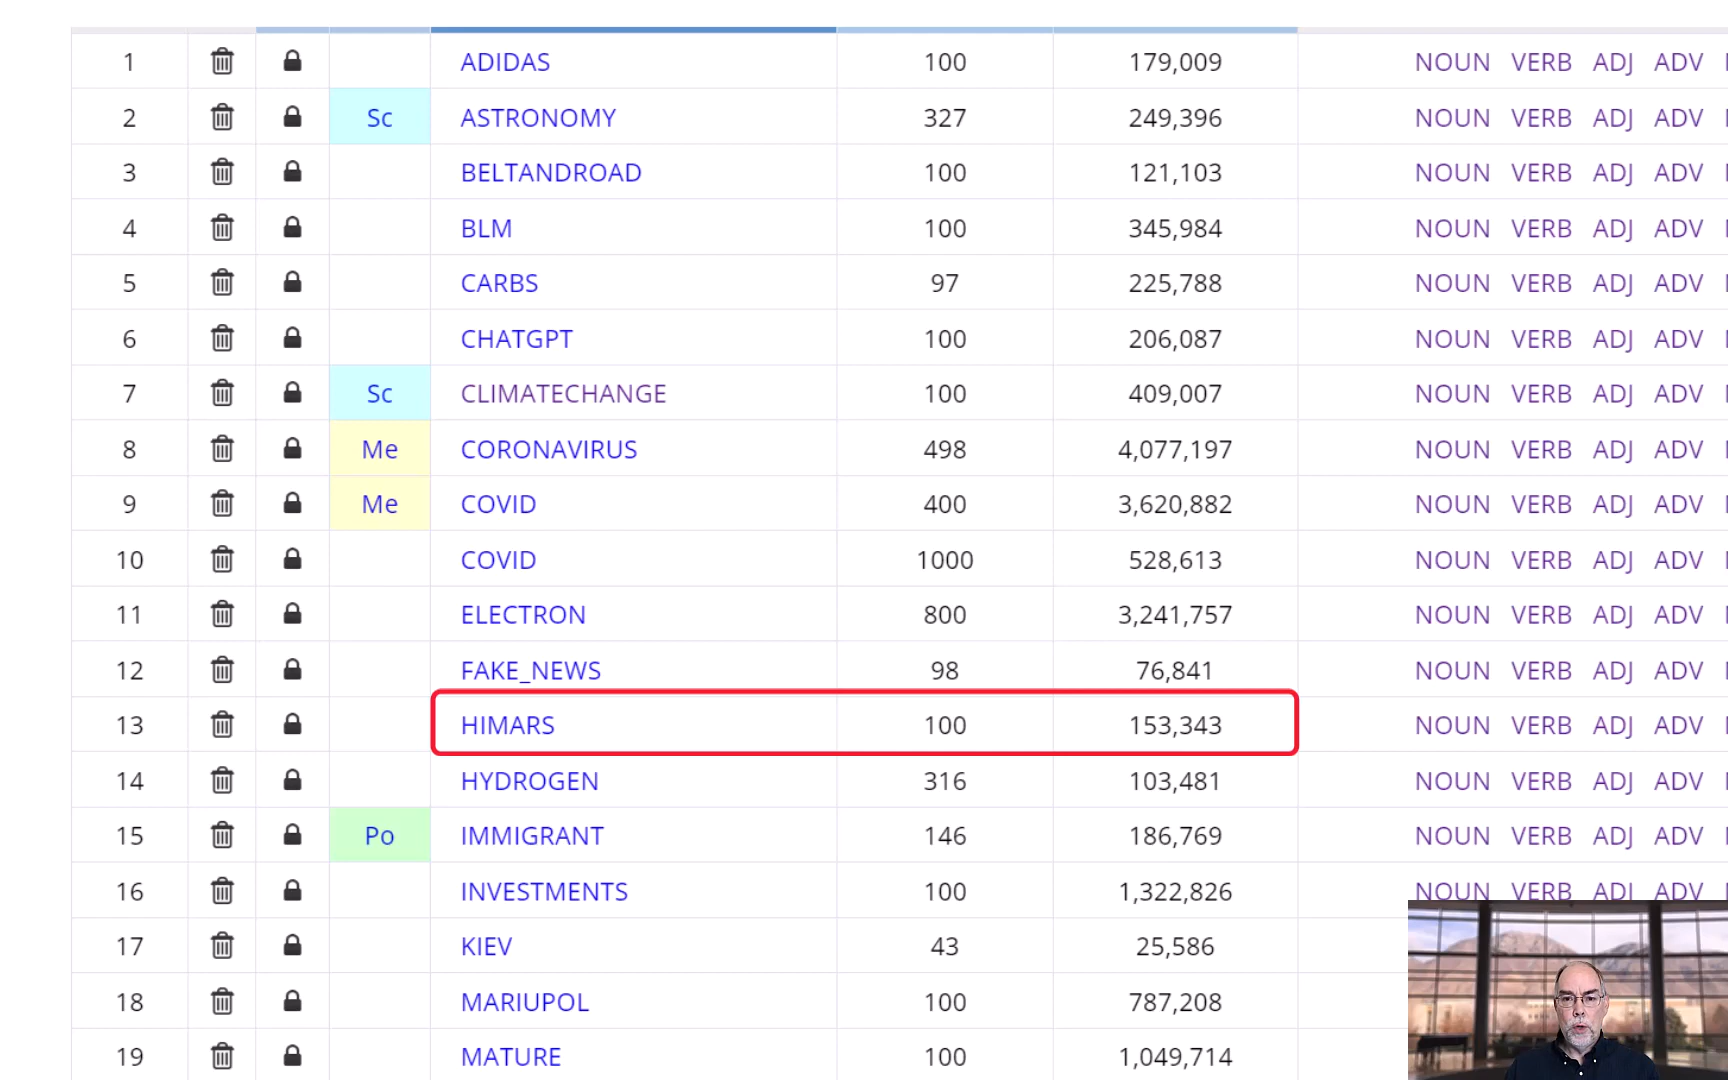 1 ADIDAS 100 179,009 NOUN VERB ADJ ADV
2 Sc ASTRONOMY 327 249,396 NOUN VERB ADJ ADV
3 BELTANDROAD 100 121,103 NOUN VERB ADJ ADV
4 BLM 100 345,984 NOUN VERB ADJ ADV
5 CARBS 97 225,788 NOUN VERB ADJ ADV
6 CHATGPT 100 206,087 NOUN VERB ADJ ADV
7 Sc CLIMATECHANGE 100 409,007 NOUN VERB ADJ ADV
8 Me CORONAVIRUS 498 4,077,197 NOUN VERB ADJ ADV
9 Me COVID 400 3,620,882 NOUN VERB ADJ ADV
10 COVID 1000 528,613 NOUN VERB ADJ ADV
11 ELECTRON 800 3,241,757 NOUN VERB ADJ ADV
12 FAKE_NEWS 98 76,841 NOUN VERB ADJ ADV
13 HIMARS 100 153,343 NOUN VERB ADJ ADV
14 HYDROGEN 316 103,481 NOUN VERB ADJ ADV
15 Po IMMIGRANT 146 186,769 NOUN VERB ADJ ADV
16 INVESTMENTS 100 1,322,826 NOUN VERB ADJ ADV
17 KIEV 43 25,586
18 MARIUPOL 100 787,208
19 MATURE 100 1,049,714